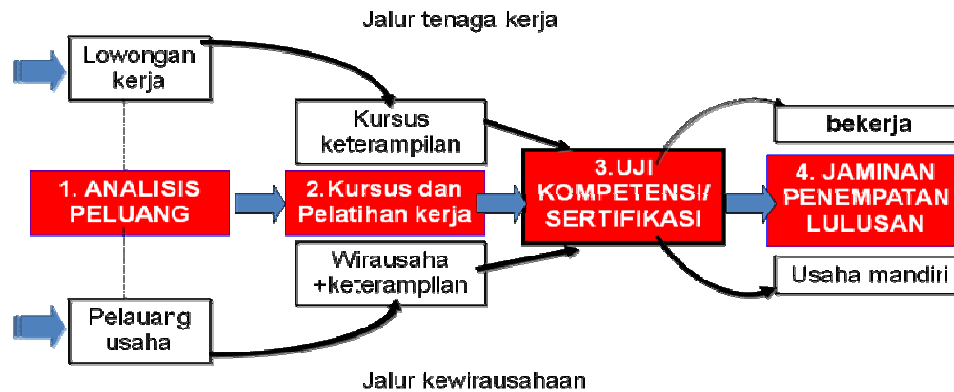 Jalur tenaga kerja
Lowongan
kerja
Kursus
keterampilan
bekerja
1. ANALISIS
PELUANG
2.Kursus dan
Pelatihan kerja
3.UJI
KOMPETENSI/
SERTIFIKASI
4. JAMINAN
PENEMPATAN
LULUSAN
Wirausaha
+keterampilan
Usaha mandiri
Pelauang
usaha
Jalur kewirausahaan